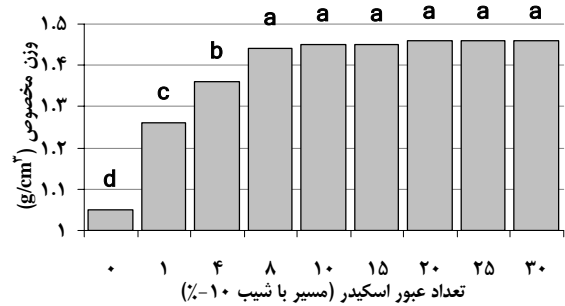 وزن مخصوص (g/cm³)
۱.۵
۱.۴
۱.۳
۱.۲
۱.۱
۱
d c b a a a a a a
۰ ۱ ۴ ۸ ۱۰ ۱۵ ۲۰ ۲۵ ۳۰
تعداد عبور اسکیدر (مسیر با شیب ۱۰-٪)